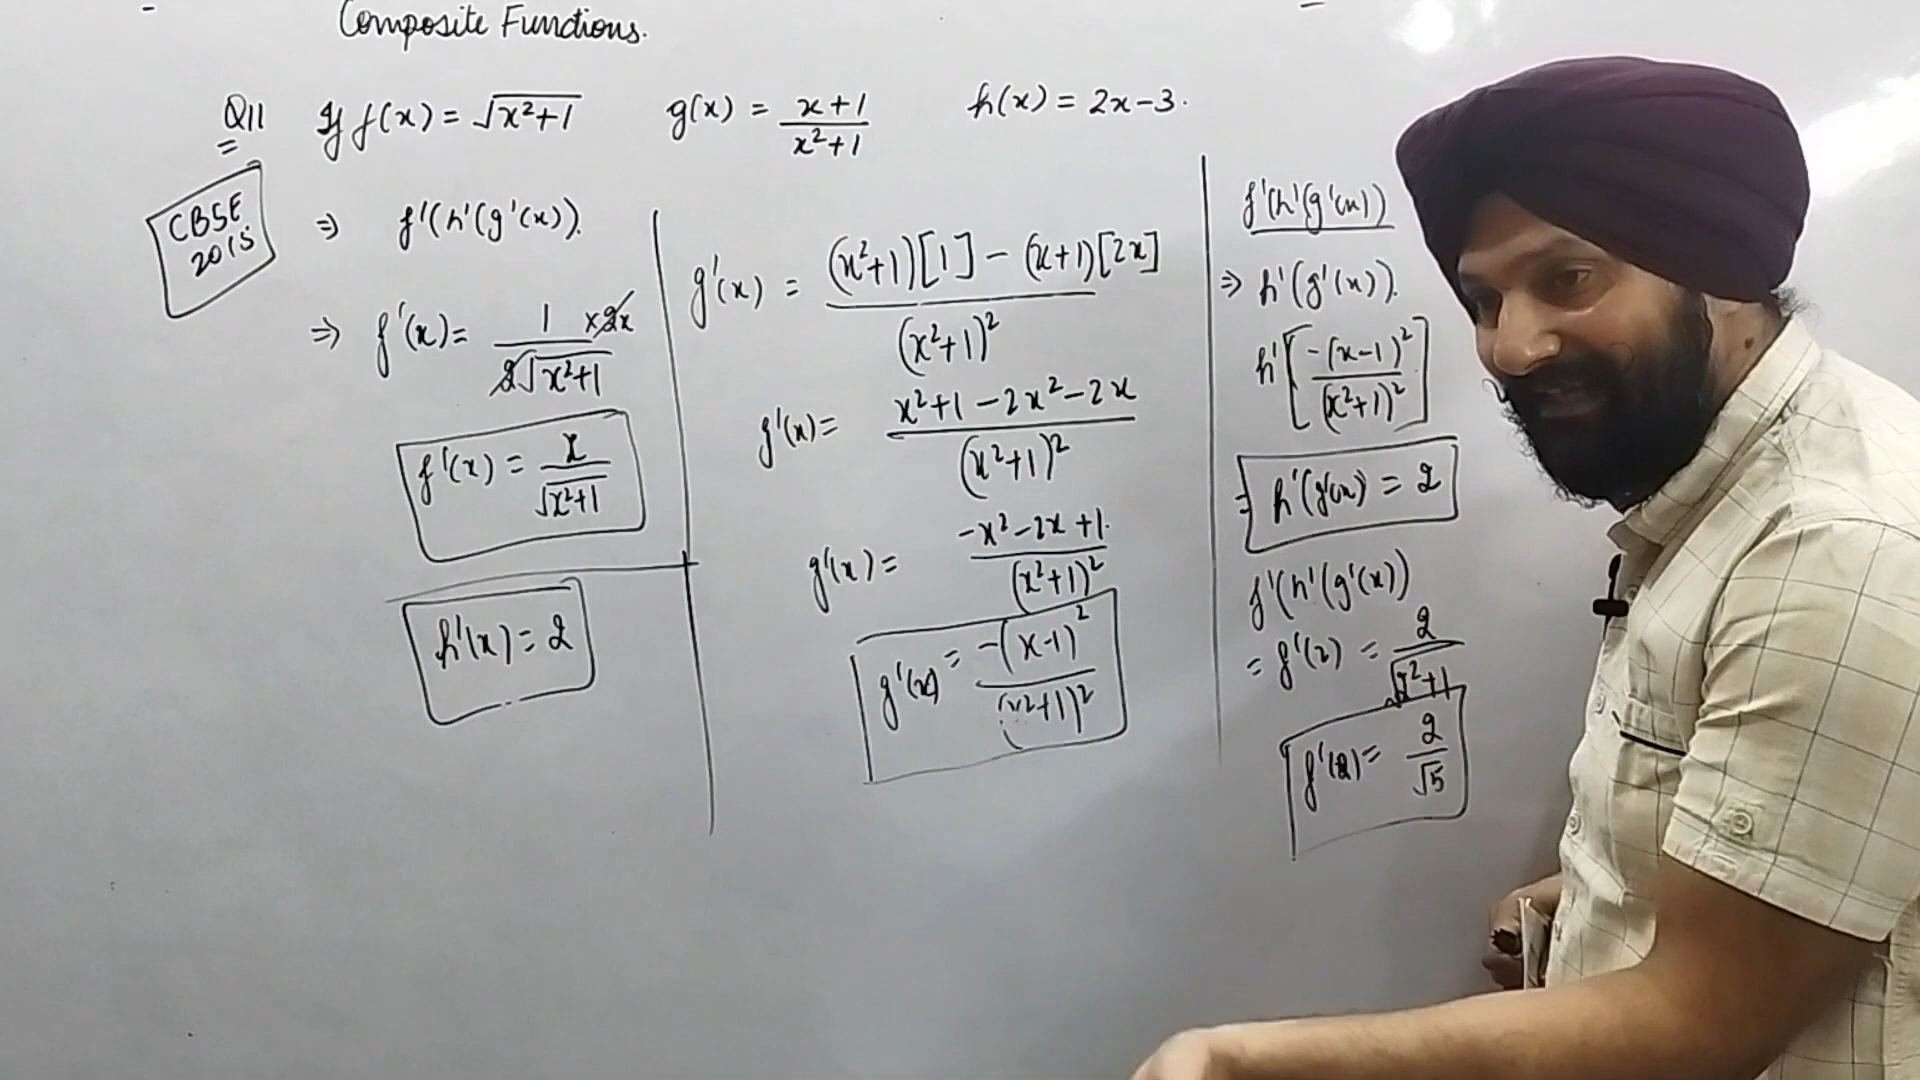 Composite Functions.
Q11 If f(x) = √(x²+1) g(x) = (x+1)/(x²+1) h(x) = 2x-3.
CBSE
2015
⇒ f'(h'(g'(x)).
⇒ f'(x) = 1/(2√(x²+1)) × 2x
f'(x) = x/√(x²+1)
h'(x) = 2
g'(x) = ((x²+1)[1] - (x+1)[2x])/(x²+1)²
g'(x) = (x²+1-2x²-2x)/(x²+1)²
g'(x) = (-x²-2x+1)/(x²+1)²
g'(x) = -(x-1)²/(x²+1)²
f'(h'(g'(x))
⇒ h'(g'(x)).
h'[-(x-1)²/(x²+1)²]
= h'(g'(x) = 2
f'(h'(g'(x))
= f'(2) = 2/√(2²+1)
f'(2) = 2/√5